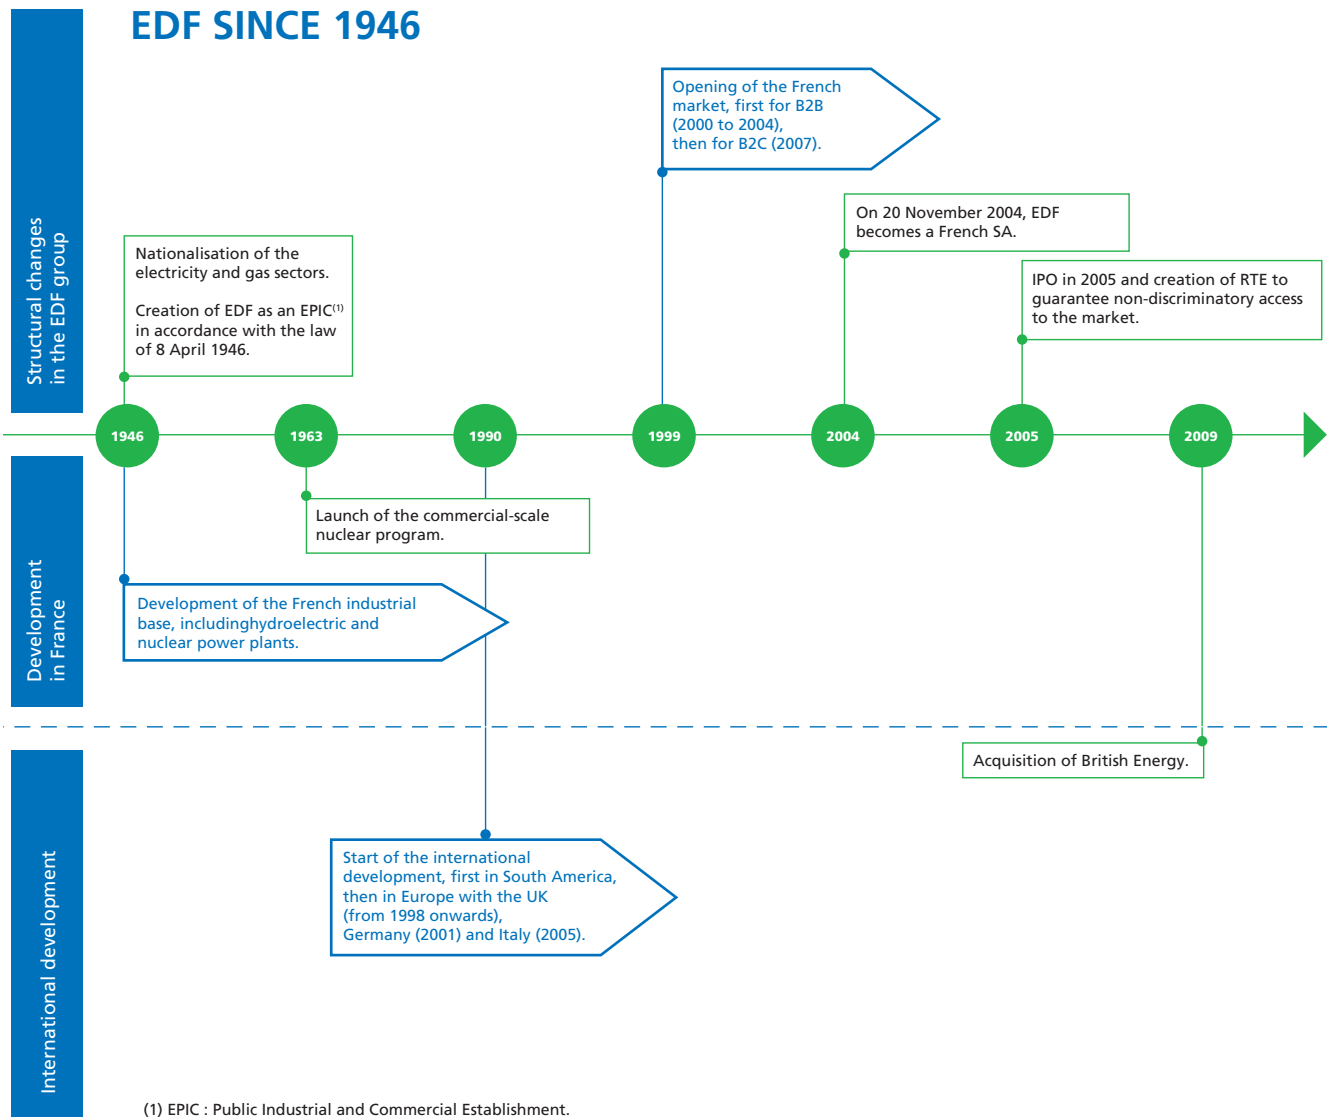 EDF SINCE 1946
Structural changes
in the EDF group
Opening of the French
market, first for B2B
(2000 to 2004),
then for B2C (2007).
On 20 November 2004, EDF
becomes a French SA.
Nationalisation of the
electricity and gas sectors.
Creation of EDF as an EPIC(1)
in accordance with the law
of 8 April 1946.
IPO in 2005 and creation of RTE to
guarantee non-discriminatory access
to the market.
1946
1963
1990
1999
2004
2005
2009
Development
in France
Launch of the commercial-scale
nuclear program.
Development of the French industrial
base, includinghydroelectric and
nuclear power plants.
International development
Acquisition of British Energy.
Start of the international
development, first in South America,
then in Europe with the UK
(from 1998 onwards),
Germany (2001) and Italy (2005).
(1) EPIC : Public Industrial and Commercial Establishment.